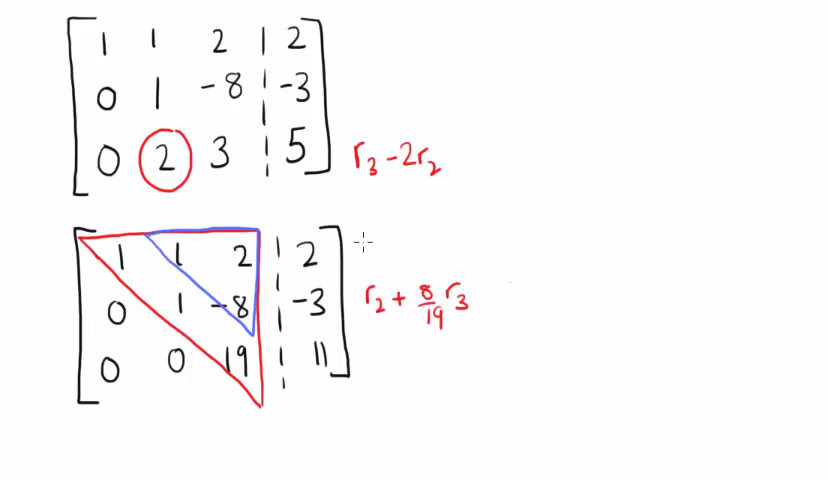 1 1 2 | 2
0 1 -8 | -3
0 2 3 | 5 r₃ - 2r₂
1 1 2 | 2
0 1 -8 | -3 r₂ + 8/19 r₃
0 0 19 | 11